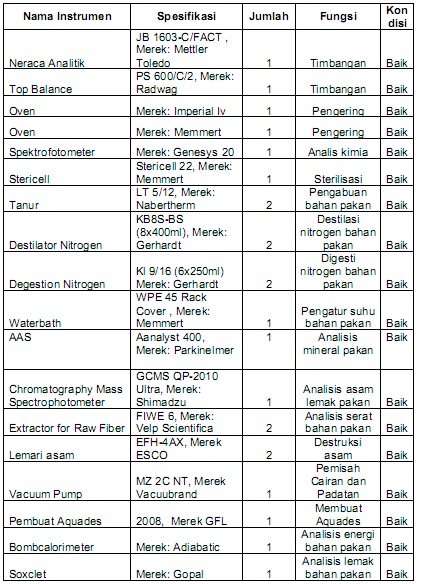 Nama Instrumen Spesifikasi Jumlah Fungsi Kon
disi
JB 1603-C/FACT ,
Merek: Mettler
Neraca Analitik Toledo 1 Timbangan Baik
PS 600/C/2, Merek:
Top Balance Radwag 1 Timbangan Baik
Oven Merek: Imperial Iv 1 Pengering Baik
Oven Merek: Memmert 1 Pengering Baik
Spektrofotometer Merek: Genesys 20 1 Analis kimia Baik
Stericell 22, Merek:
Stericell Memmert 1 Sterilisasi Baik
LT 5/12, Merek: Pengabuan
Tanur Nabertherm 2 bahan pakan Baik
KB8S-BS Destilasi
(8x400ml), Merek: nitrogen bahan
Destilator Nitrogen Gerhardt 2 pakan Baik
Digesti
KI 9/16 (6x250ml) nitrogen bahan
Degestion Nitrogen Merek: Gerhardt 2 pakan Baik
WPE 45 Rack
Cover , Merek: Pengatur suhu
Waterbath Memmert 1 bahan pakan Baik
AAS Aanalyst 400, 1 Analisis Baik
Merek: Parkinelmer mineral pakan
GCMS QP-2010
Chromatography Mass Ultra, Merek: Analisis asam
Spectrophotometer Shimadzu 1 lemak pakan Baik
FIWE 6, Merek: Analisis serat
Extractor for Raw Fiber Velp Scientifica 2 bahan pakan Baik
EFH-4AX, Merek Destruksi
Lemari asam ESCO 2 asam Baik
Pemisah
MZ 2C NT, Merek Cairan dan
Vacuum Pump Vacuubrand 1 Padatan Baik
Membuat
Pembuat Aquades 2008, Merek GFL 1 Aquades Baik
Analisis energi
Bombcalorimeter Merek: Adiabatic 1 bahan pakan Baik
Analisis lemak
Soxclet Merek: Gopal 1 bahan pakan Baik